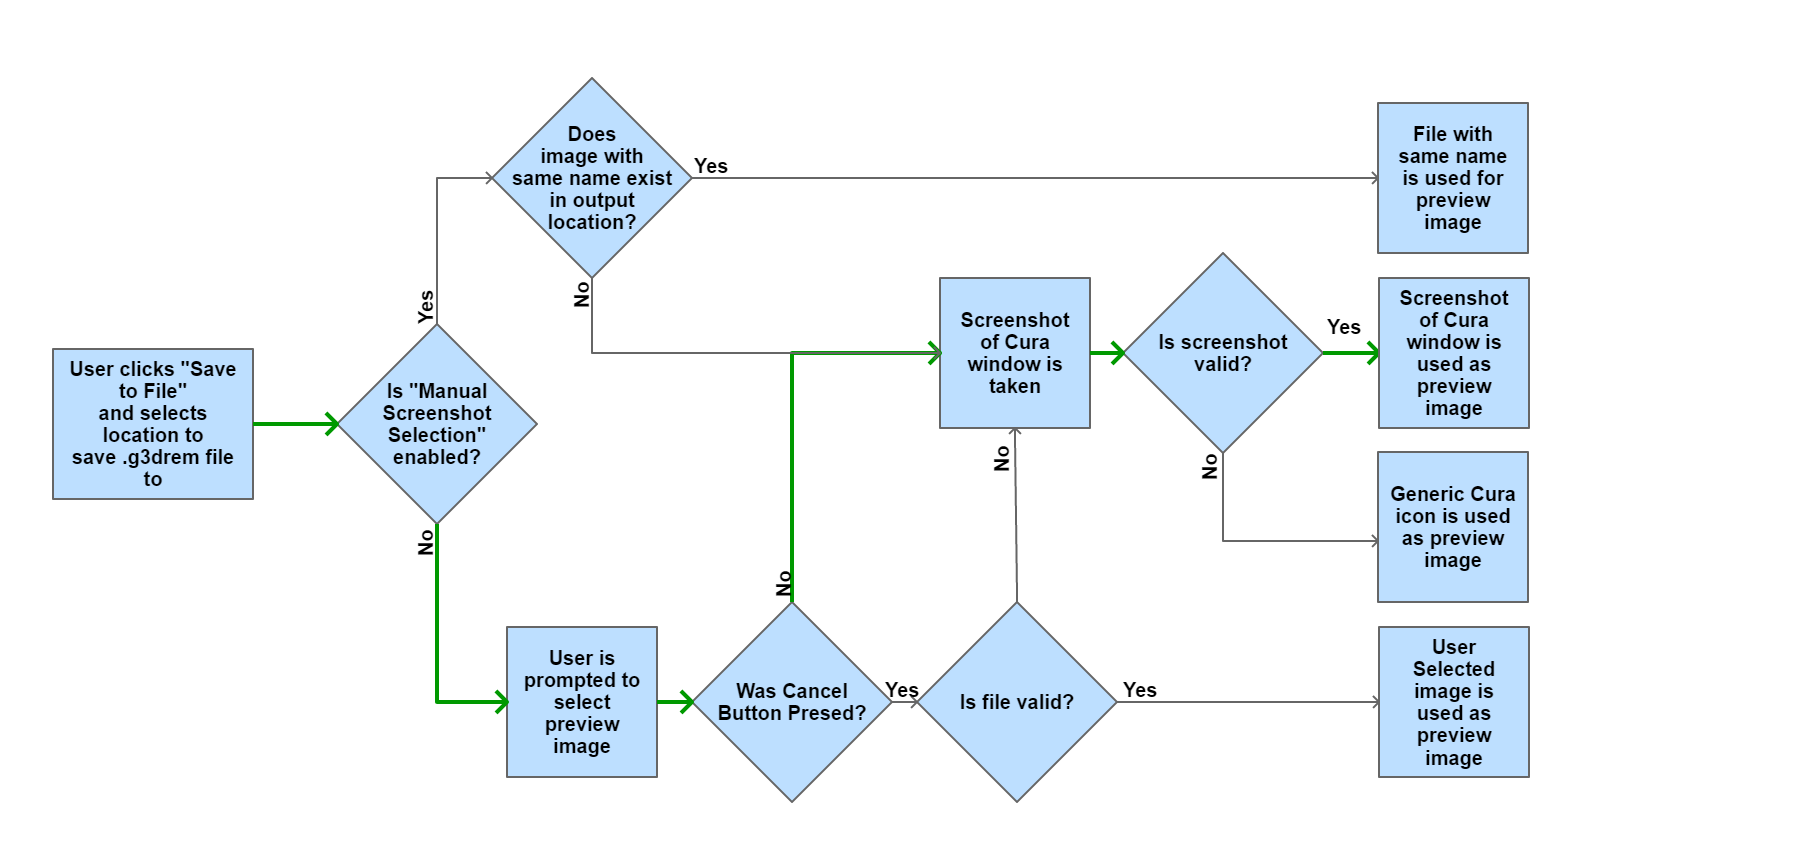 Does
image with
same name exist
in output
location?
Yes
File with
same name
is used for
preview
image
No
Yes
User clicks "Save
to File"
and selects
location to
save .g3drem file
to
Is "Manual
Screenshot
Selection"
enabled?
No
Screenshot
of Cura
window is
taken
Is screenshot
valid?
Yes
Screenshot
of Cura
window is
used as
preview
image
No
Generic Cura
icon is used
as preview
image
User is
prompted to
select
preview
image
No
Was Cancel
Button Presed?
Yes
No
Is file valid?
Yes
User
Selected
image is
used as
preview
image